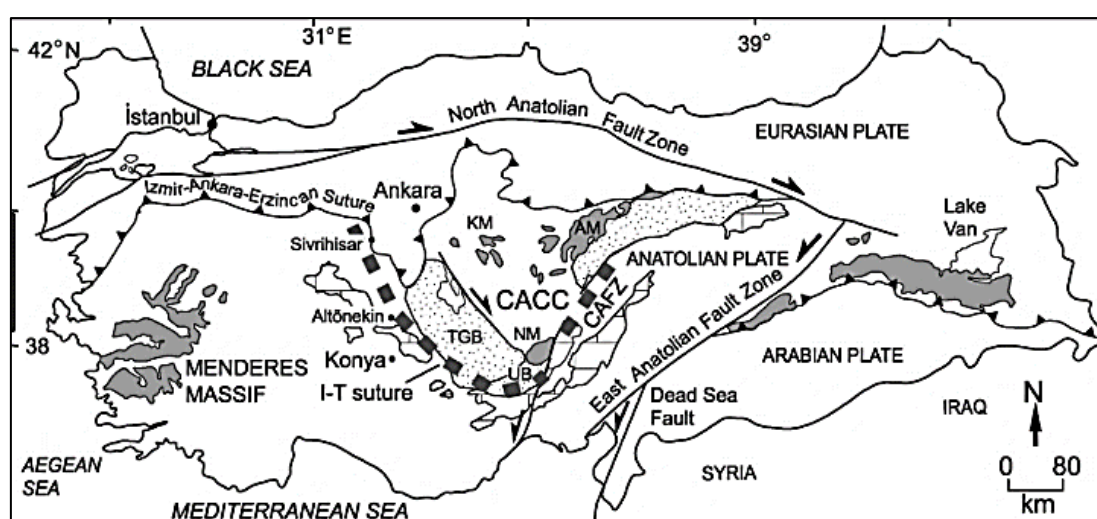 42°N
31°E
39°
BLACK SEA
İstanbul
North Anatolian
Fault Zone
EURASIAN PLATE
Izmir-Ankara-Erzincan Suture
Ankara
Sivrihisar
KM
AM
Lake
Van
ANATOLIAN PLATE
CACC
CAFZ
Altõnekin
TGB
NM
38
Konya
UB
MENDERES
MASSIF
I-T suture
East Anatolian Fault Zone
ARABIAN PLATE
Dead Sea
Fault
IRAQ
N
AEGEAN
SEA
SYRIA
0 80
km
MEDITERRANEAN SEA